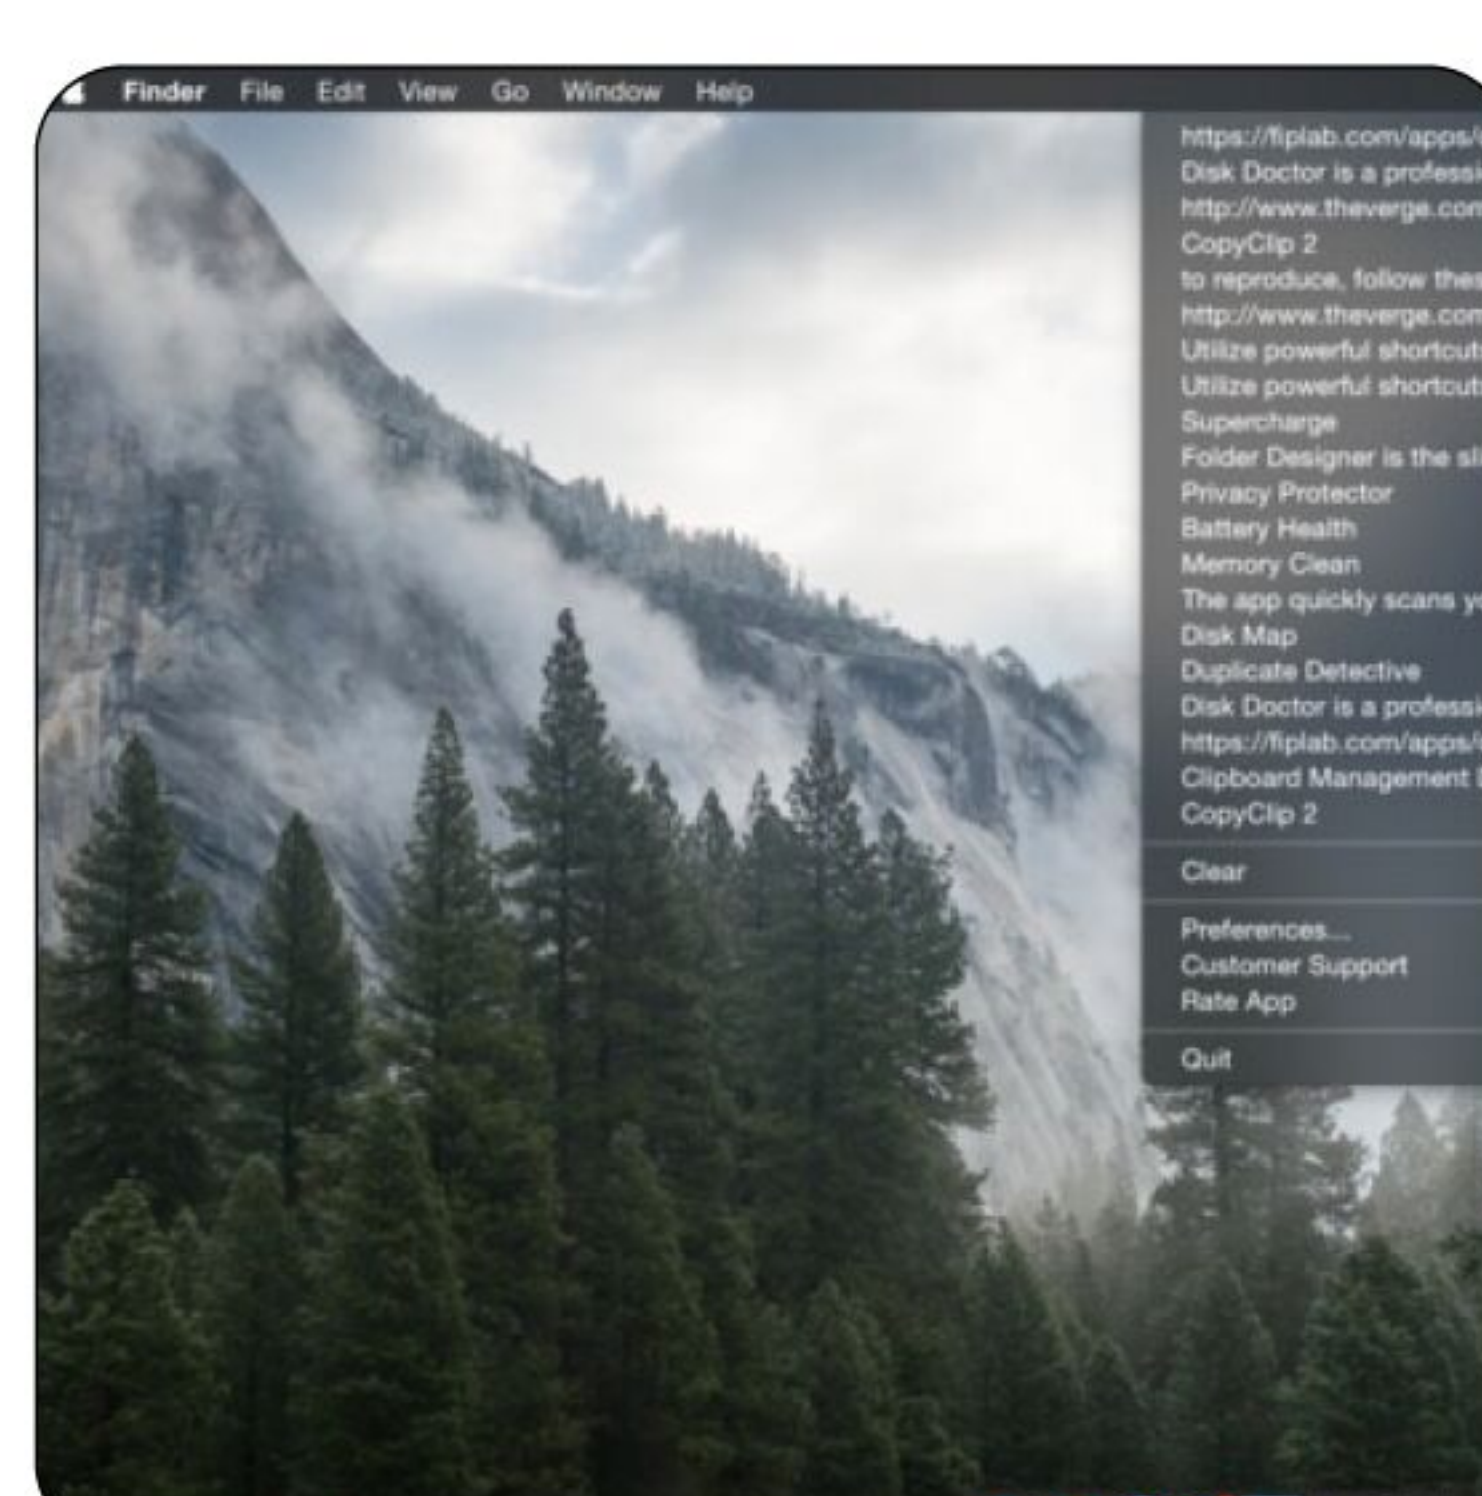 Finder File Edit View Go Window Help
https://fiplab.com/apps/
Disk Doctor is a professi
http://www.theverge.com
CopyClip 2
to reproduce, follow thes
http://www.theverge.com
Utilize powerful shortcuts
Utilize powerful shortcuts
Supercharge
Folder Designer is the sli
Privacy Protector
Battery Health
Memory Clean
The app quickly scans y
Disk Map
Duplicate Detective
Disk Doctor is a professi
https://fiplab.com/apps/
Clipboard Management
CopyClip 2
Clear
Preferences...
Customer Support
Rate App
Quit